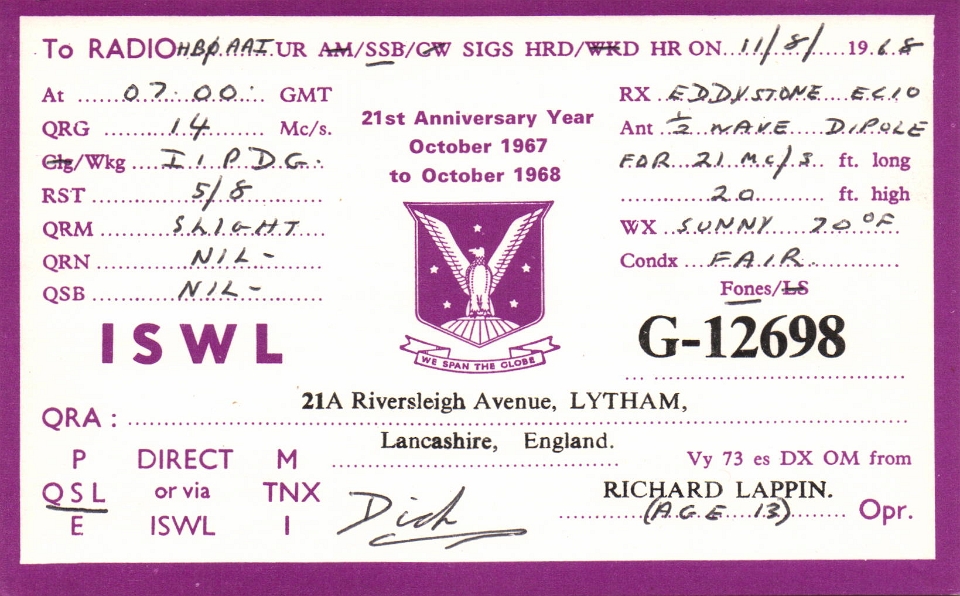 To RADIO HBØAAI UR AM/SSB/CW SIGS HRD/WKD HR ON 11/8/ 1968
At 07.00. GMT
QRG 14 Mc/s.
Clg/Wkg I.1.P.D.G.
RST 5/8
QRM SLIGHT
QRN NIL-
QSB NIL-
ISWL
21st Anniversary Year
October 1967
to October 1968
WE SPAN THE GLOBE
RX EDDYSTONE EC10
Ant ½ WAVE DIPOLE
FOR 21 MC/S. ft. long
20 ft. high
WX SUNNY 70°F
Condx FAIR.
Fones/LS
G-12698
QRA : 21A Riversleigh Avenue, LYTHAM,
Lancashire, England.
P DIRECT M
QSL or via TNX
E ISWL I
Dick
Vy 73 es DX OM from
RICHARD LAPPIN.
(AGE 13) Opr.